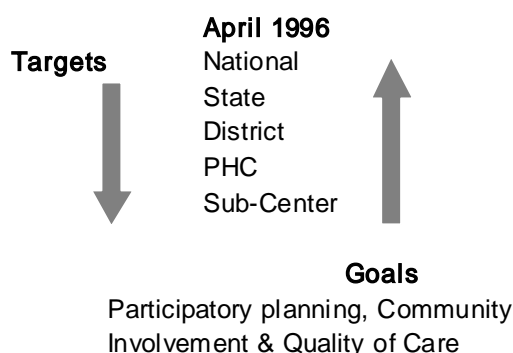 April 1996
Targets
National
State
District
PHC
Sub-Center
Goals
Participatory planning, Community
Involvement & Quality of Care